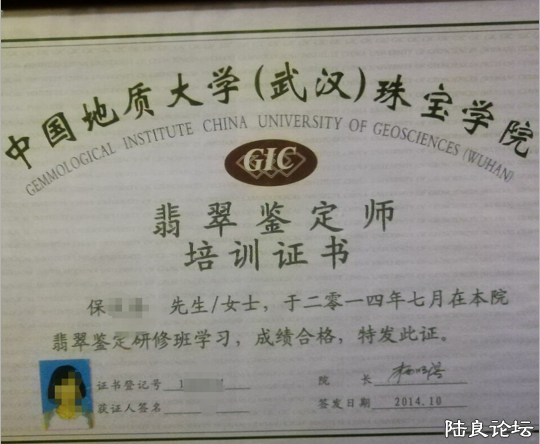 中国地质大学(武汉)珠宝学院
GEMMOLOGICAL INSTITUTE CHINA UNIVERSITY OF GEOSCIENCES (WUHAN)
GIC
翡翠鉴定师
培训证书
保 先生/女士，于二零一四年七月在本院
翡翠鉴定研修班学习，成绩合格，特发此证。
证书登记号 1
院 长
获证人签名
签发日期 2014.10
陆良论坛